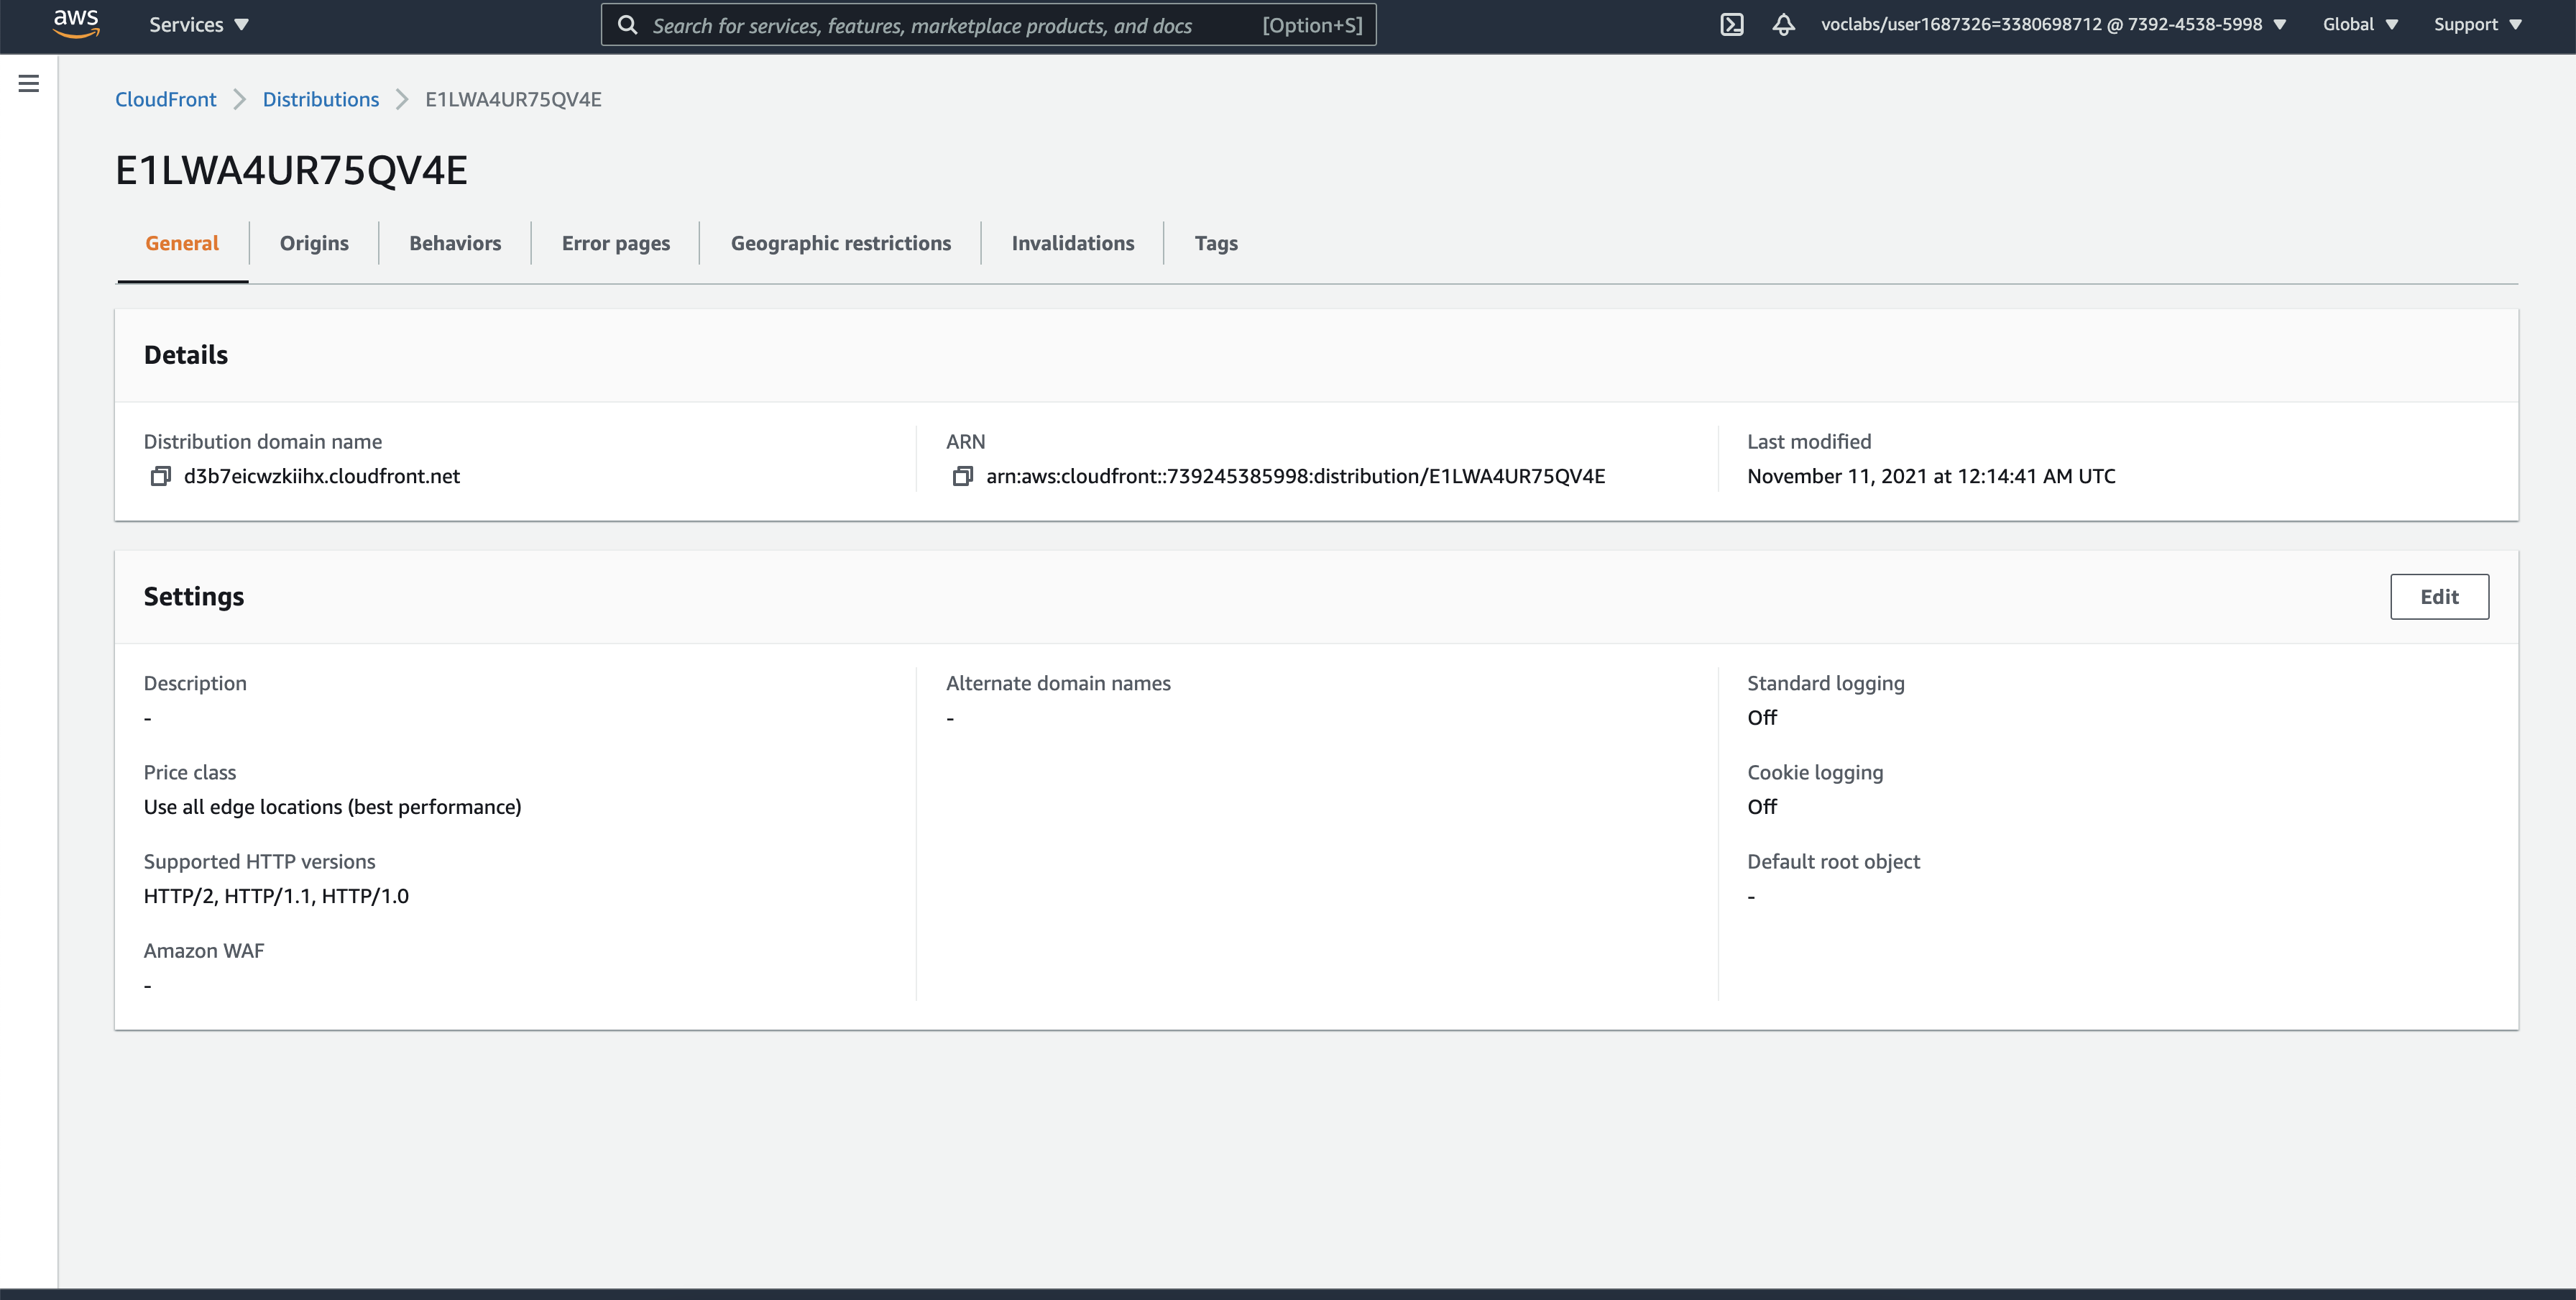 aws Services Search for services, features, marketplace products, and docs [Option+S] voclabs/user1687326=3380698712 @ 7392-4538-5998 Global Support
CloudFront Distributions E1LWA4UR75QV4E
E1LWA4UR75QV4E
General Origins Behaviors Error pages Geographic restrictions Invalidations Tags
Details
Distribution domain name ARN Last modified
d3b7eicwzkiihx.cloudfront.net arn:aws:cloudfront::739245385998:distribution/E1LWA4UR75QV4E November 11, 2021 at 12:14:41 AM UTC
Settings Edit
Description Alternate domain names Standard logging
- - Off
Price class Cookie logging
Use all edge locations (best performance) Off
Supported HTTP versions Default root object
HTTP/2, HTTP/1.1, HTTP/1.0 -
Amazon WAF
-